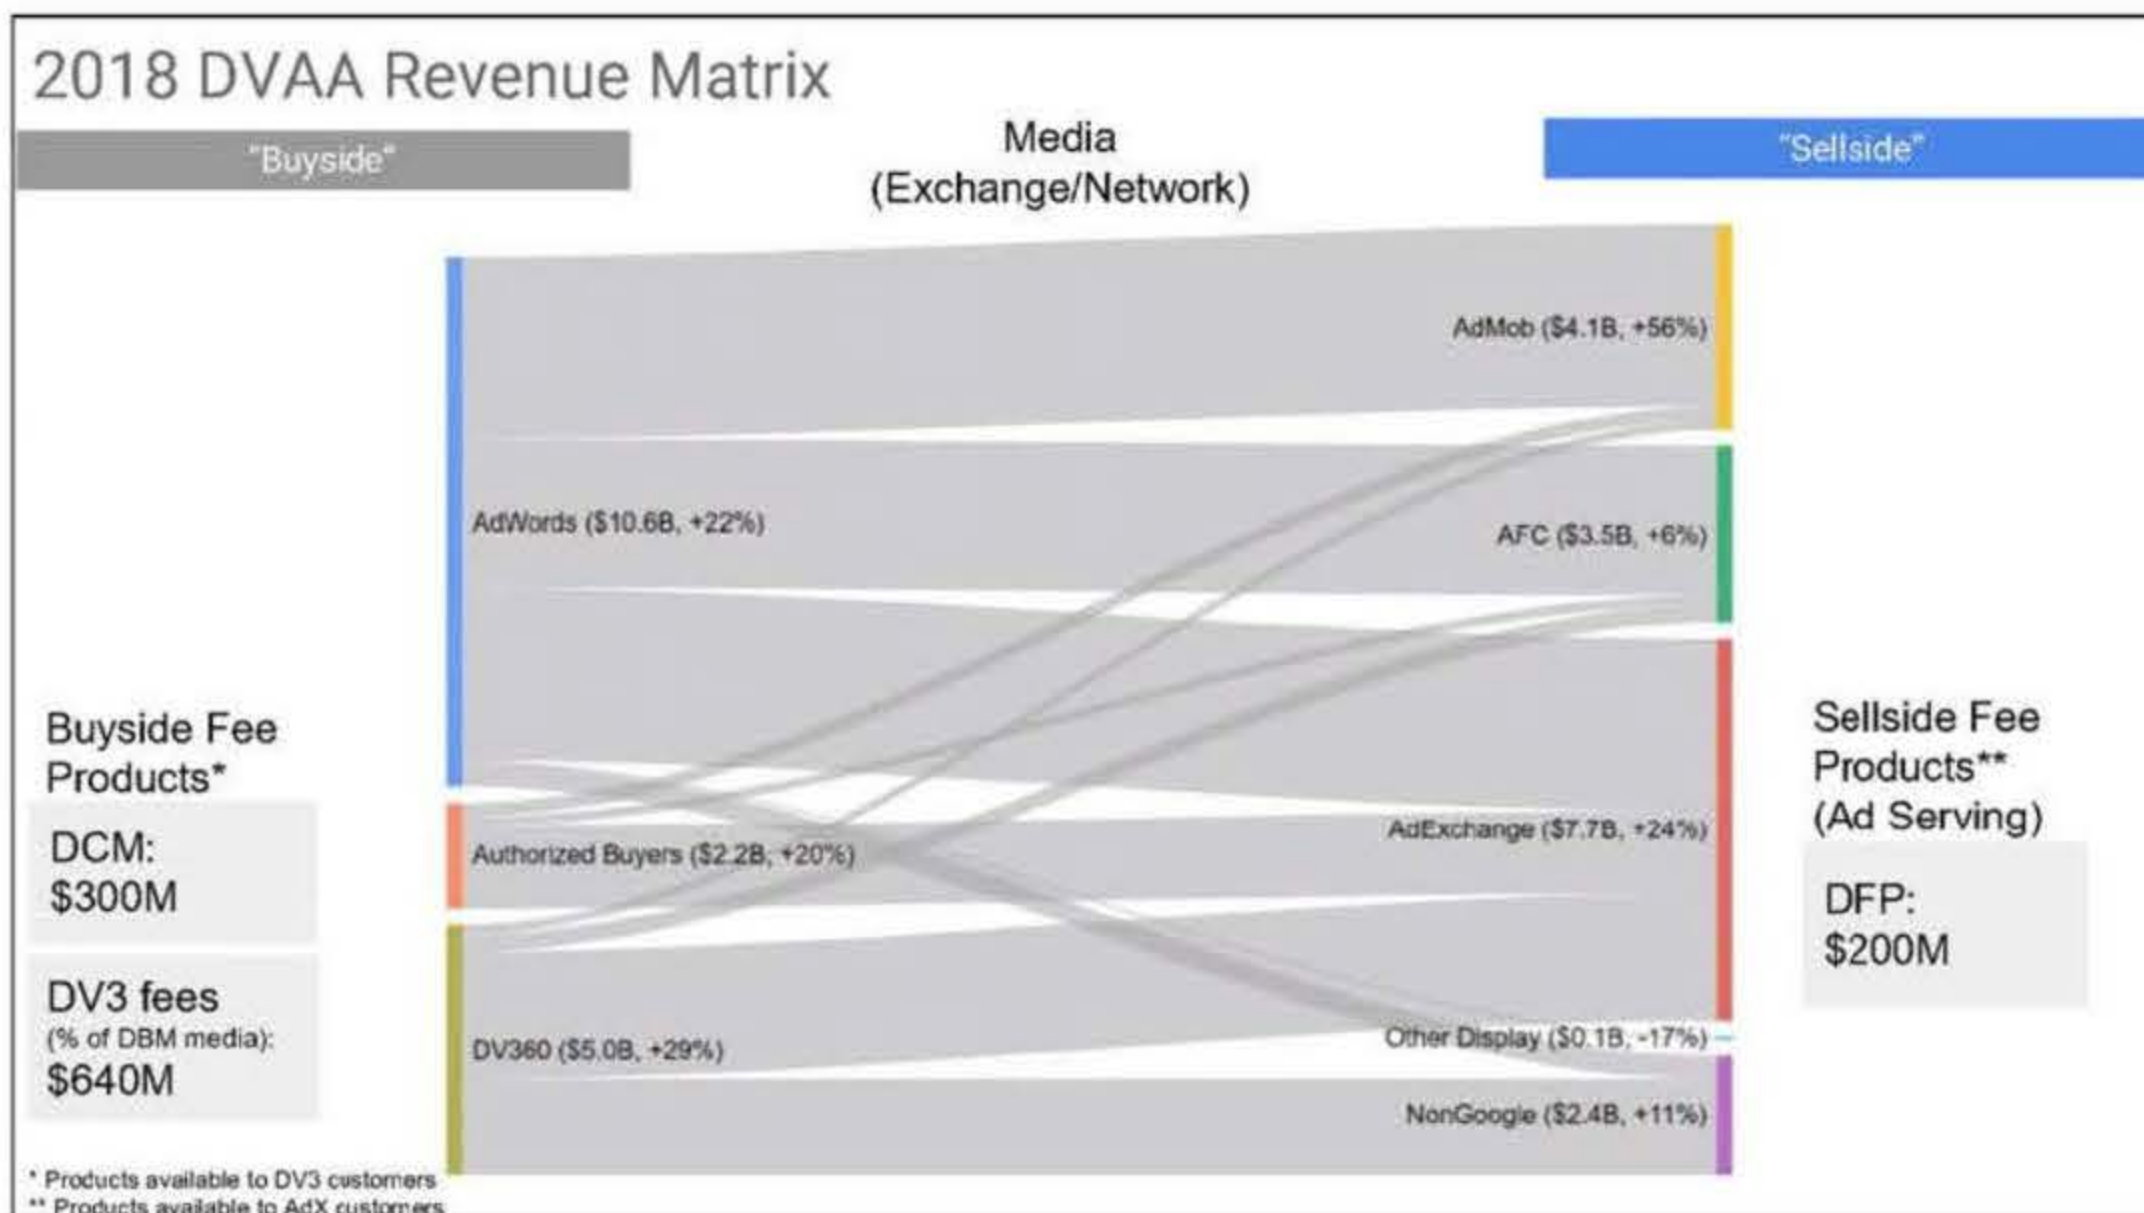 2018 DVAA Revenue Matrix
"Buyside"
Media
(Exchange/Network)
"Sellside"
AdMob ($4.1B, +56%)
AdWords ($10.6B, +22%)
AFC ($3.5B, +6%)
Buyside Fee
Products*
DCM:
$300M
DV3 fees
(% of DBM media):
$640M
Authorized Buyers ($2.2B, +20%)
DV360 ($5.0B, +29%)
AdExchange ($7.7B, +24%)
Other Display ($0.1B, -17%)
NonGoogle ($2.4B, +11%)
Sellside Fee
Products**
(Ad Serving)
DFP:
$200M
* Products available to DV3 customers
** Products available to AdX customers